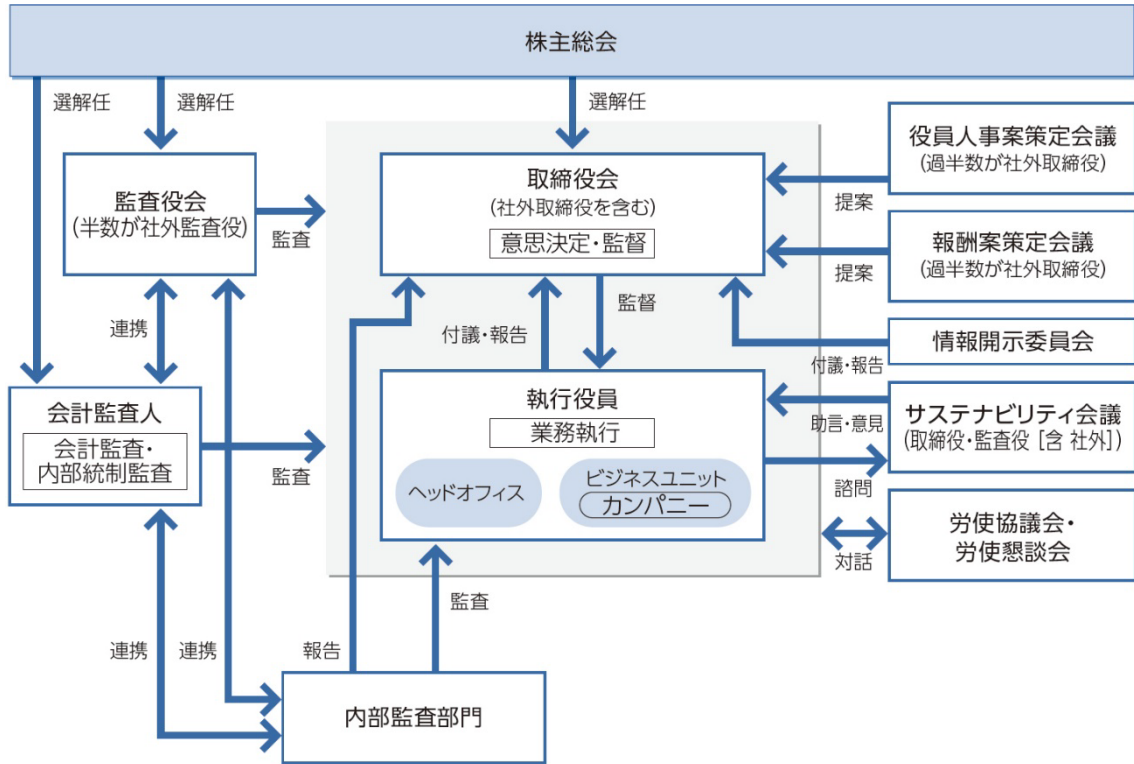 株主総会
選解任
選解任
選解任
監査役会
(半数が社外監査役)
監査
取締役会
(社外取締役を含む)
意思決定・監督
役員人事案策定会議
(過半数が社外取締役)
提案
報酬案策定会議
(過半数が社外取締役)
提案
連携
付議・報告
監督
情報開示委員会
付議・報告
会計監査人
会計監査・
内部統制監査
監査
執行役員
業務執行
ヘッドオフィス
ビジネスユニット
カンパニー
サステナビリティ会議
(取締役・監査役 [含 社外])
助言・意見
諮問
労使協議会・
労使懇談会
対話
連携
連携
報告
監査
内部監査部門